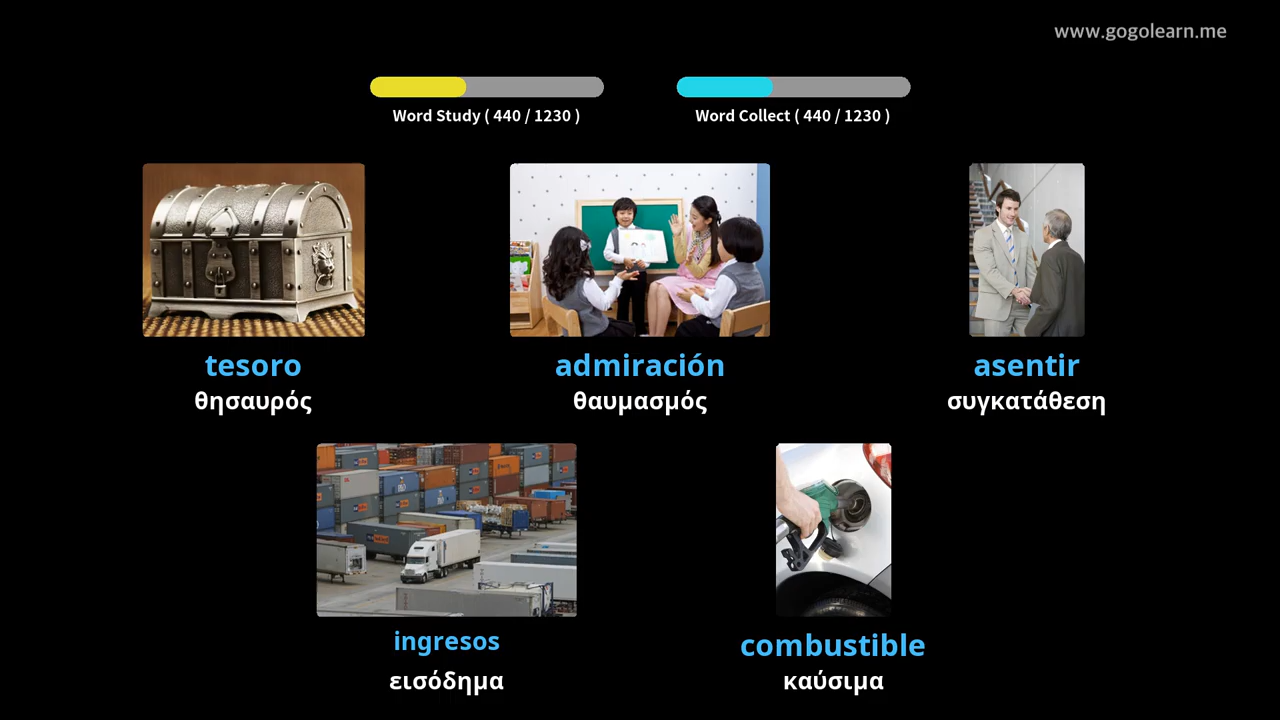 www.gogolearn.me
Word Study ( 440 / 1230 )
Word Collect ( 440 / 1230 )
tesoro
θησαυρός
admiración
θαυμασμός
asentir
συγκατάθεση
ingresos
εισόδημα
combustible
καύσιμα